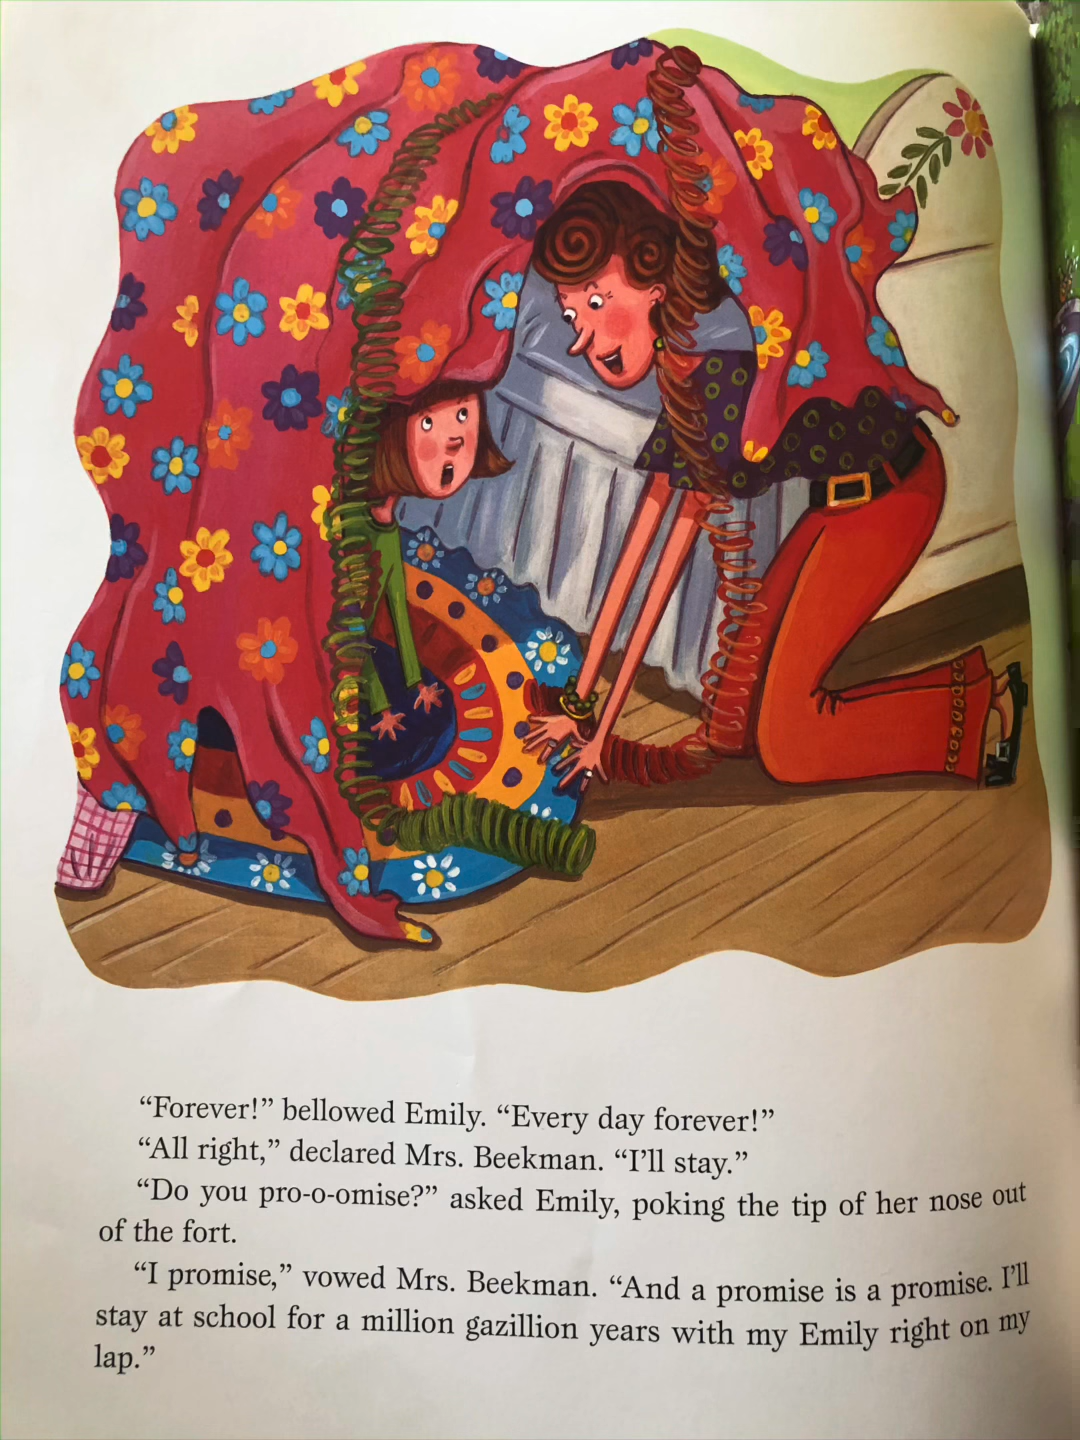 “Forever!” bellowed Emily. “Every day forever!”
“All right,” declared Mrs. Beekman. “I’ll stay.”
“Do you pro-o-omise?” asked Emily, poking the tip of her nose out
of the fort.
“I promise,” vowed Mrs. Beekman. “And a promise is a promise. I’ll
stay at school for a million gazillion years with my Emily right on my
lap.”